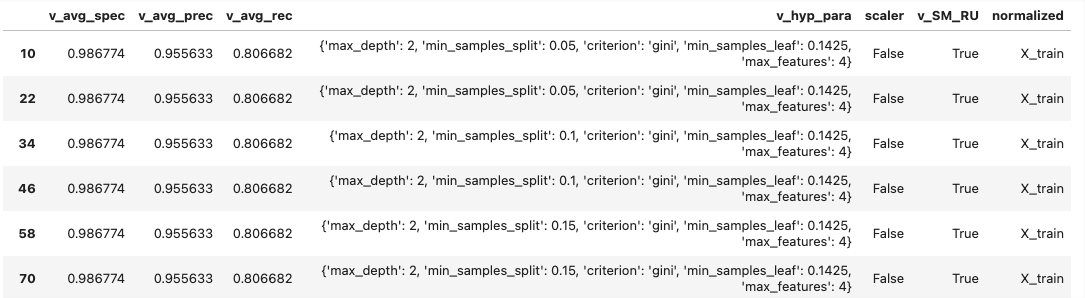 v_avg_spec v_avg_prec v_avg_rec v_hyp_para scaler v_SM_RU normalized
10 0.986774 0.955633 0.806682 {'max_depth': 2, 'min_samples_split': 0.05, 'criterion': 'gini', 'min_samples_leaf': 0.1425, 'max_features': 4} False True X_train
22 0.986774 0.955633 0.806682 {'max_depth': 2, 'min_samples_split': 0.05, 'criterion': 'gini', 'min_samples_leaf': 0.1425, 'max_features': 4} False True X_train
34 0.986774 0.955633 0.806682 {'max_depth': 2, 'min_samples_split': 0.1, 'criterion': 'gini', 'min_samples_leaf': 0.1425, 'max_features': 4} False True X_train
46 0.986774 0.955633 0.806682 {'max_depth': 2, 'min_samples_split': 0.1, 'criterion': 'gini', 'min_samples_leaf': 0.1425, 'max_features': 4} False True X_train
58 0.986774 0.955633 0.806682 {'max_depth': 2, 'min_samples_split': 0.15, 'criterion': 'gini', 'min_samples_leaf': 0.1425, 'max_features': 4} False True X_train
70 0.986774 0.955633 0.806682 {'max_depth': 2, 'min_samples_split': 0.15, 'criterion': 'gini', 'min_samples_leaf': 0.1425, 'max_features': 4} False True X_train